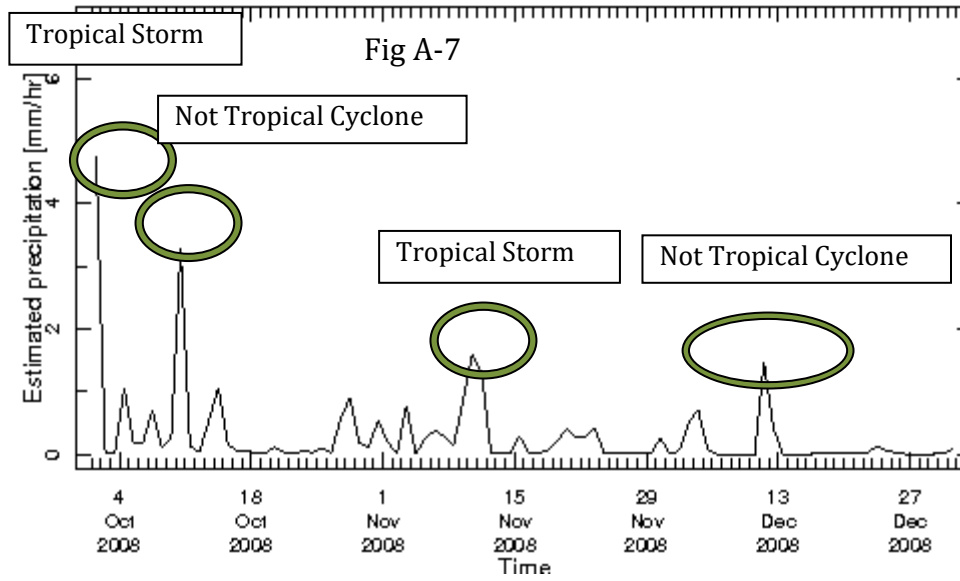 Tropical Storm
Fig A-7
Not Tropical Cyclone
Tropical Storm
Not Tropical Cyclone
Estimated precipitation [mm/hr]
6
4
2
0
4 18 1 15 29 13 27
Oct Oct Nov Nov Nov Dec Dec
2008 2008 2008 2008 2008 2008 2008
Time